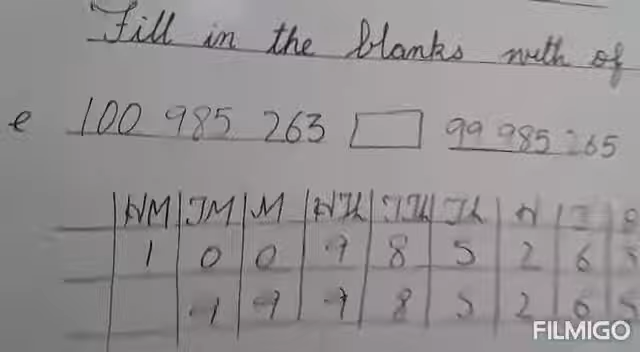 Fill in the blanks with of
e 100 985 263 99 985 265
HM TM M HTh TTh Th H T
1 0 0 9 8 5 2 6
9 9 9 8 5 2 6 5
FILMIGO